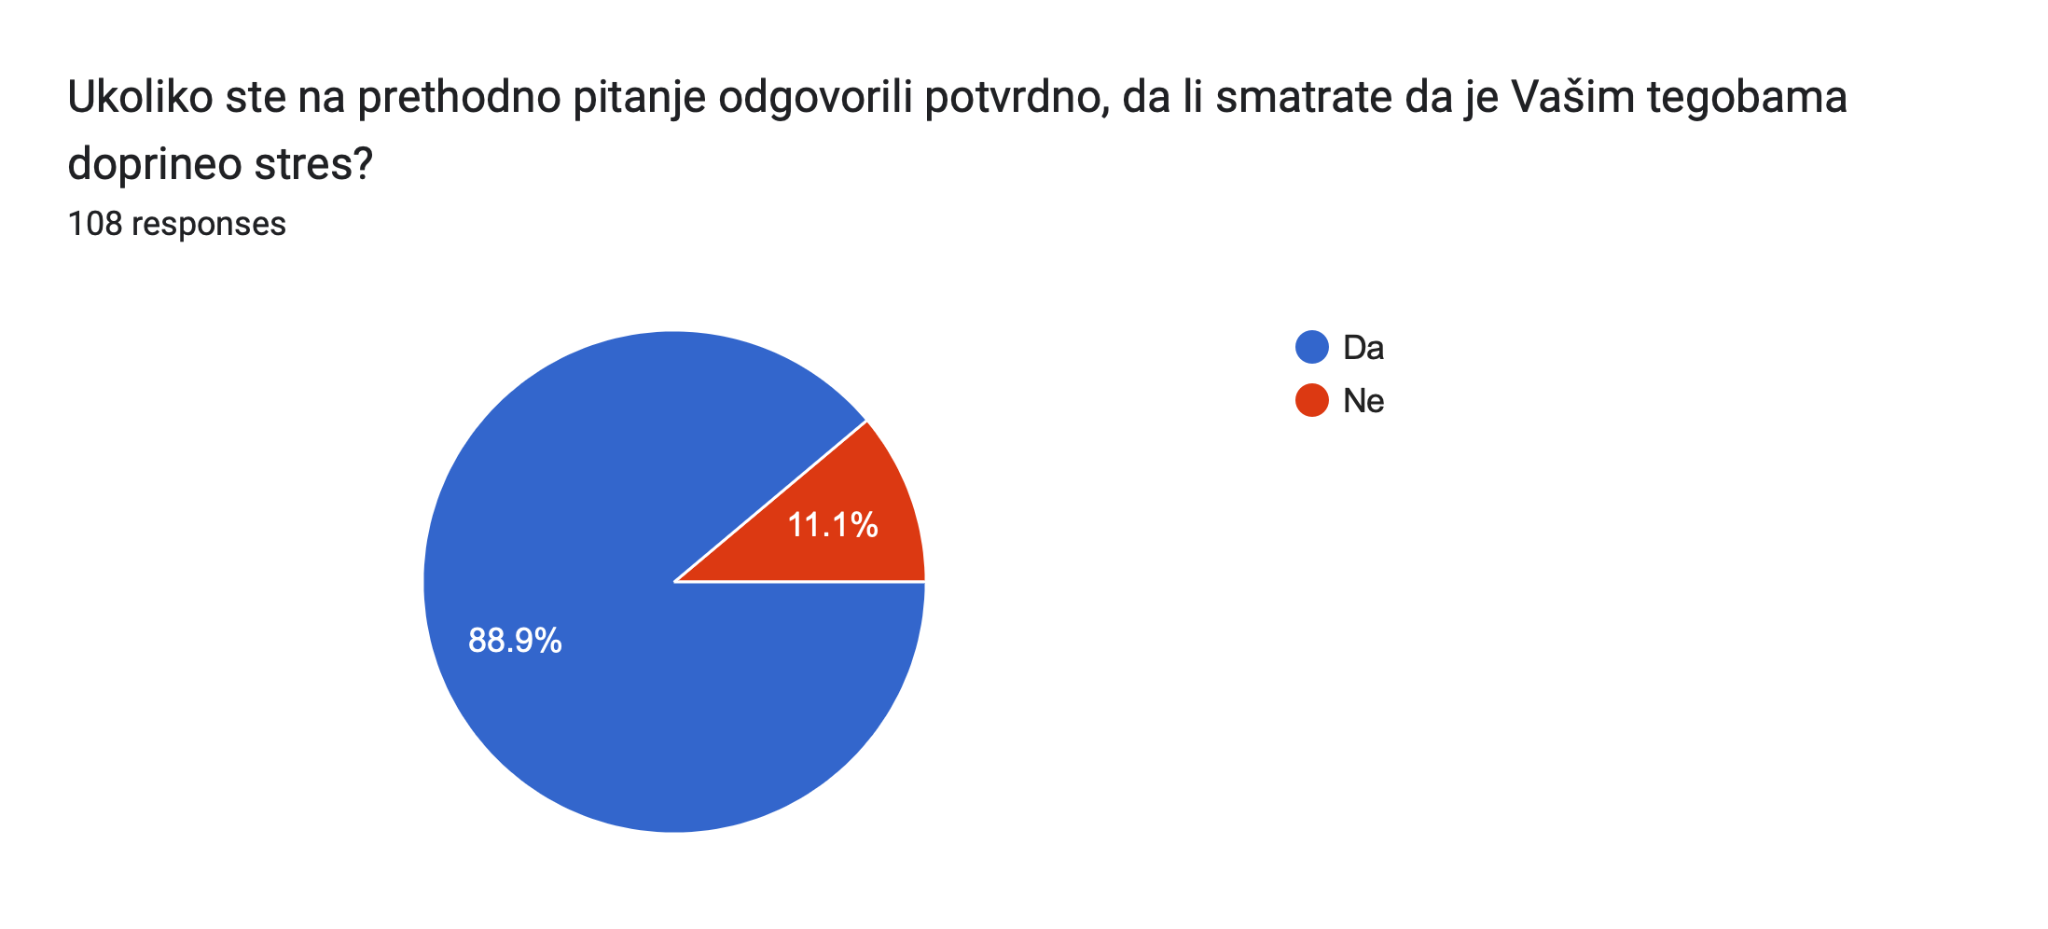 Ukoliko ste na prethodno pitanje odgovorili potvrdno, da li smatrate da je Vašim tegobama
doprineo stres?
108 responses
Da
Ne
11.1%
88.9%